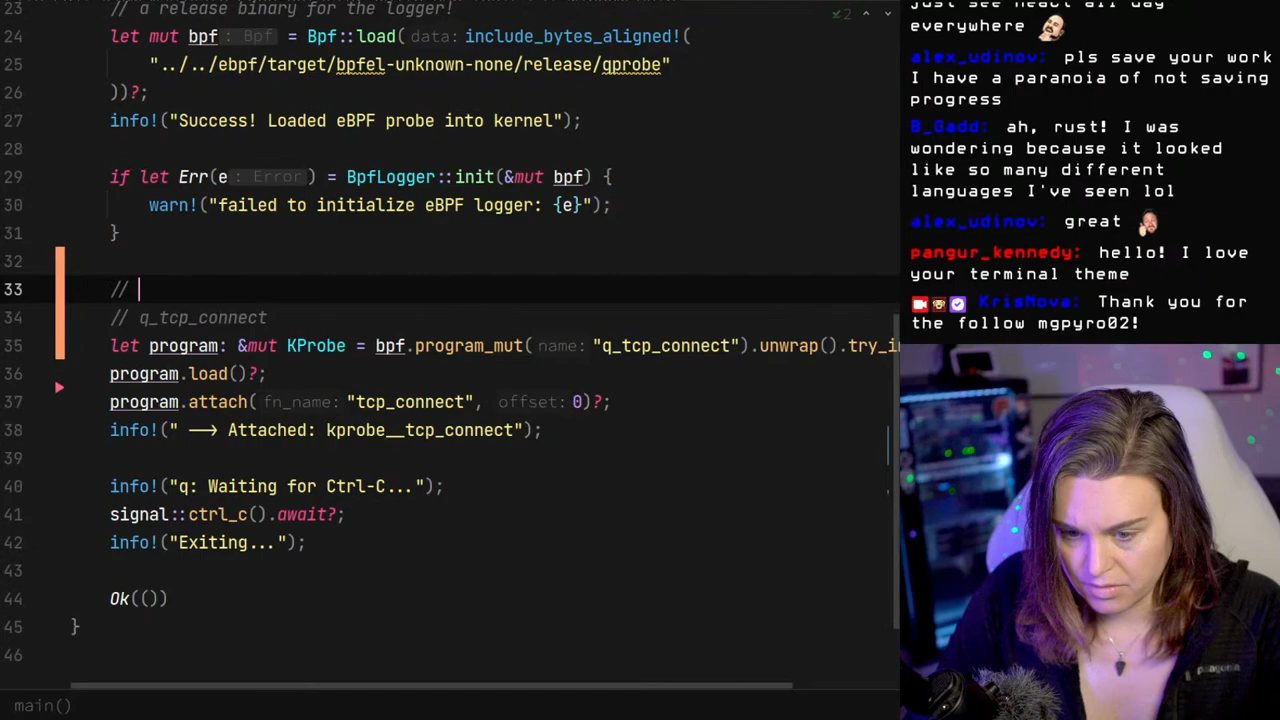 23 // a release binary for the Logger!
24 let mut bpf : Bpf = Bpf::load( data: include_bytes_aligned!(
25 "../../ebpf/target/bpfel-unknown-none/release/qprobe"
26 ))?;
27 info!("Success! Loaded eBPF probe into kernel");
28
29 if let Err(e : Error ) = BpfLogger::init(&mut bpf) {
30 warn!("failed to initialize eBPF logger: {e}");
31 }
32
33 //
34 // q_tcp_connect
35 let program: &mut KProbe = bpf.program_mut( name: "q_tcp_connect").unwrap().try_i
36 program.load()?;
37 program.attach( fn_name: "tcp_connect", offset: 0)?;
38 info!(" --> Attached: kprobe__tcp_connect");
39
40 info!("q: Waiting for Ctrl-C...");
41 signal::ctrl_c().await?;
42 info!("Exiting...");
43
44 Ok(())
45 }
46
main()
2
just see react all day
everywhere
alex_udinov: pls save your work
I have a paranoia of not saving
progress
B_Gadd: ah, rust! I was
wondering because it looked
like so many different
languages I've seen lol
alex_udinov: great
pangur_kennedy: hello! I love
your terminal theme
KrisNova: Thank you for
the follow mgpyro02!
patagonia